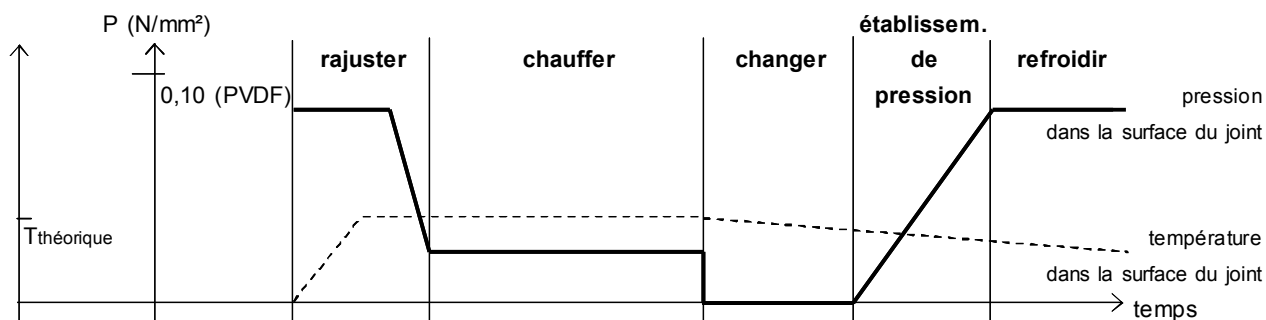 P (N/mm²)
0,10 (PVDF)
Tthéorique
rajuster
chauffer
changer
établissem.
de
pression
refroidir
pression
dans la surface du joint
température
dans la surface du joint
temps